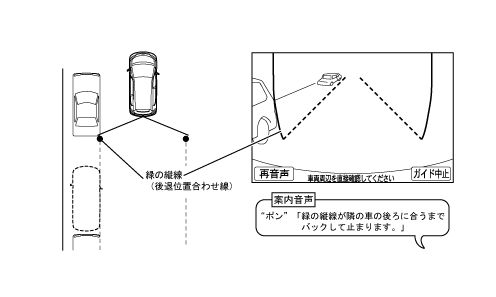 緑の縦線
（後退位置合わせ線）
再音声
車両周辺を直接確認してください
ガイド中止
案内音声
“ポン”「緑の縦線が隣の車の後ろに合うまで
バックして止まります。」